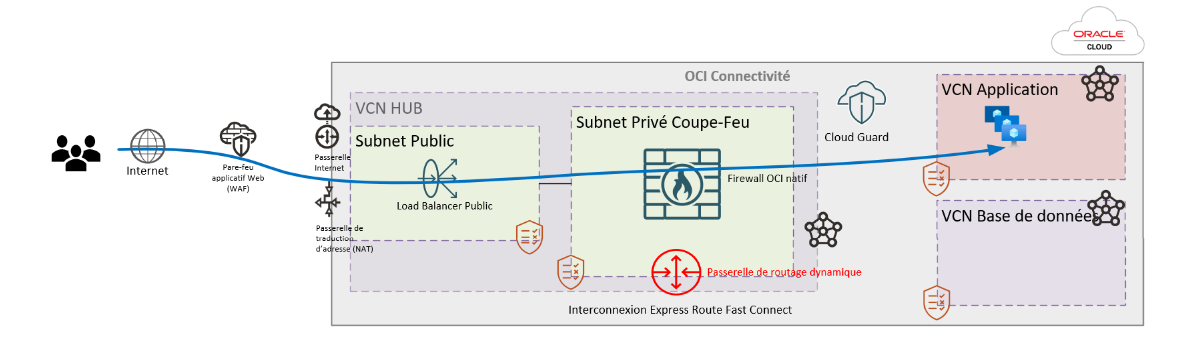 ORACLE
CLOUD
OCI Connectivité
VCN HUB
VCN Application
Subnet Privé Coupe-Feu
Subnet Public
Cloud Guard
Passerelle
Internet
Internet
Pare-feu
applicatif Web
(WAF)
Firewall OCI natif
Load Balancer Public
VCN Base de données
Passerelle de
traduction
d'adresse (NAT)
Passerelle de routage dynamique
Interconnexion Express Route Fast Connect